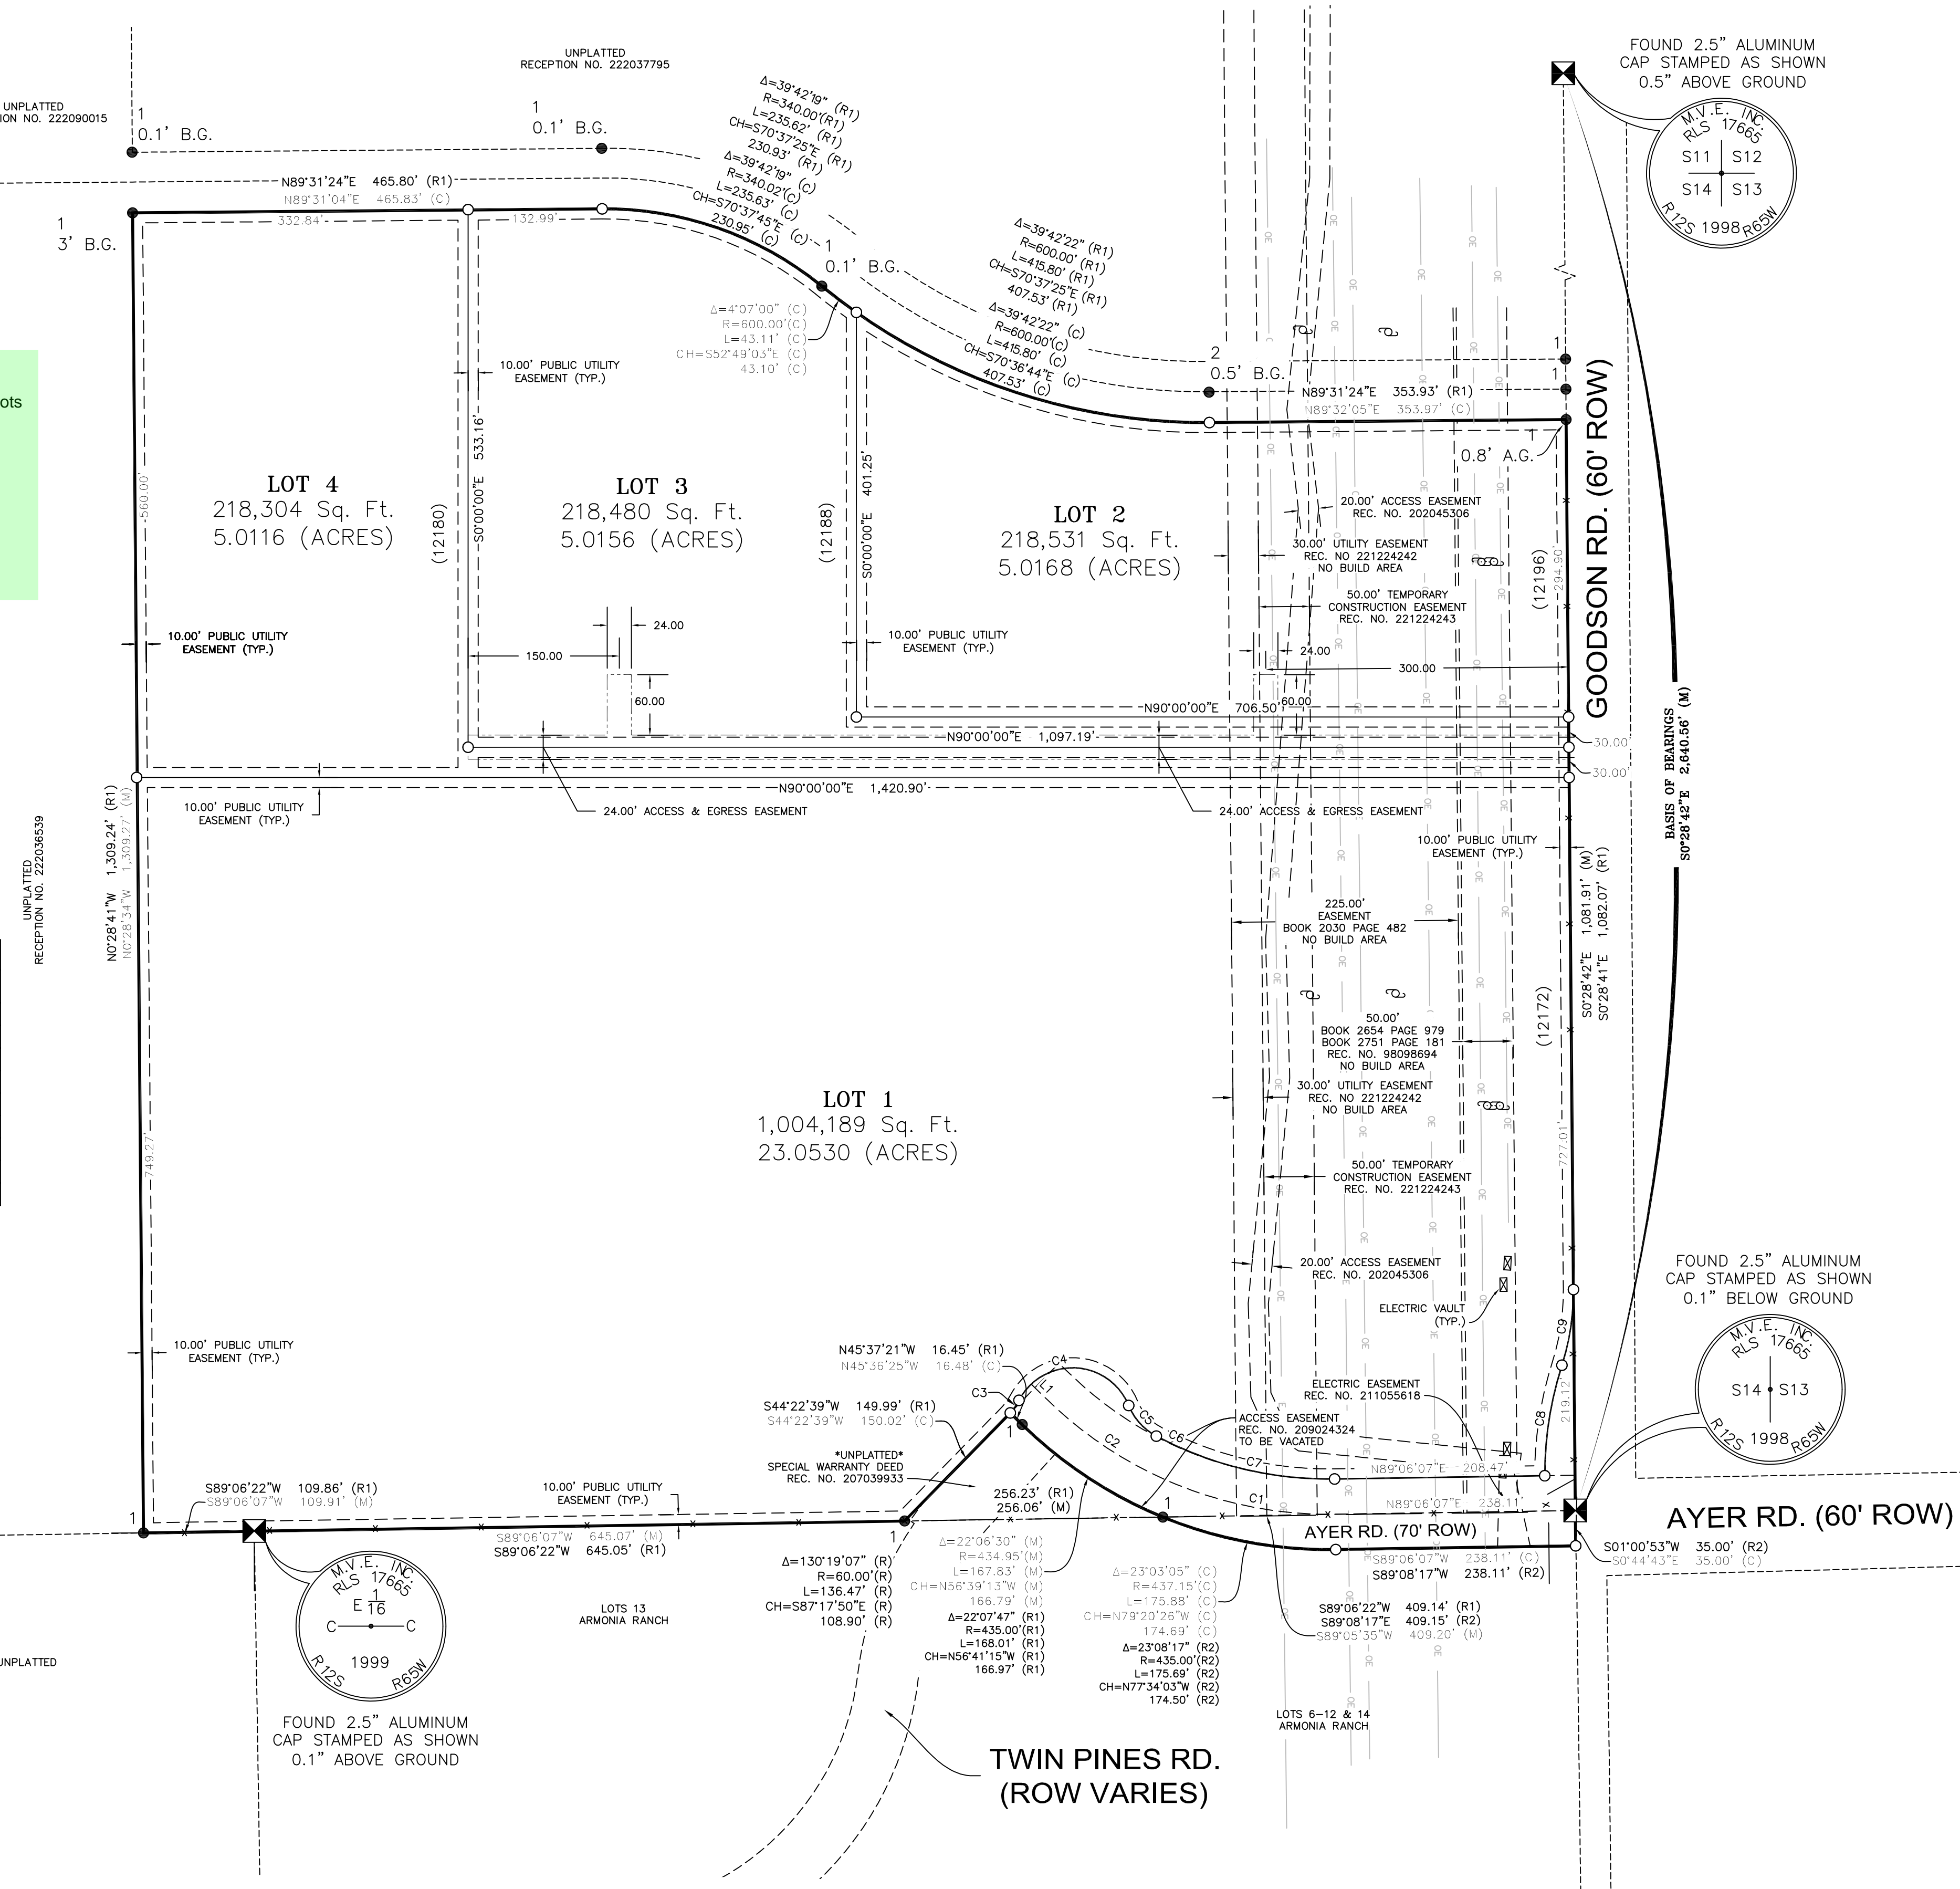 UNPLATTED
RECEPTION NO. 222037795
UNPLATTED
ION NO. 222090015
1
0.1' B.G.
1
0.1' B.G.
Δ=39°42'19" (R1)
R=340.00'(R1)
L=235.62' (R1)
CH=S70°37'25"E (R1)
230.93' (R1)
Δ=39°42'19" (C)
R=340.02'(C)
L=235.63' (C)
CH=S70°37'45"E (C)
230.95' (C)
FOUND 2.5" ALUMINUM
CAP STAMPED AS SHOWN
0.5" ABOVE GROUND
M.V.E. INC.
RLS 17665
S11 S12
S14 S13
R12S 1998 R65W
N89°31'24"E 465.80' (R1)
N89°31'04"E 465.83' (C)
332.84'
132.99'
1
3' B.G.
1
0.1' B.G.
Δ=39°42'22" (R1)
R=600.00' (R1)
L=415.80' (R1)
CH=S70°37'25"E (R1)
407.53' (R1)
Δ=39°42'22" (C)
R=600.00'(C)
L=415.80' (C)
CH=S70°36'44"E (C)
407.53' (C)
Δ=4°07'00" (C)
R=600.00'(C)
L=43.11' (C)
CH=S52°49'03"E (C)
43.10' (C)
2
0.5' B.G.
1
1
N89°31'24"E 353.93' (R1)
N89°32'05"E 353.97' (C)
1
0.8' A.G.
GOODSON RD. (60' ROW)
ots
10.00' PUBLIC UTILITY
EASEMENT (TYP.)
560.00'
LOT 4
218,304 Sq. Ft.
5.0116 (ACRES)
(12180)
S0°00'00"E 533.16'
LOT 3
218,480 Sq. Ft.
5.0156 (ACRES)
(12188)
S0°00'00"E 401.25'
LOT 2
218,531 Sq. Ft.
5.0168 (ACRES)
20.00' ACCESS EASEMENT
REC. NO. 202045306
30.00' UTILITY EASEMENT
REC. NO 221224242
NO BUILD AREA
50.00' TEMPORARY
CONSTRUCTION EASEMENT
REC. NO. 221224243
(12196)
294.90'
10.00' PUBLIC UTILITY
EASEMENT (TYP.)
24.00
150.00
60.00
10.00' PUBLIC UTILITY
EASEMENT (TYP.)
24.00
300.00
60.00
N90°00'00"E 706.50'
N90°00'00"E 1,097.19'
30.00'
30.00'
N90°00'00"E 1,420.90'
BASIS OF BEARINGS
S0°28'42"E 2,640.56' (M)
10.00' PUBLIC UTILITY
EASEMENT (TYP.)
24.00' ACCESS & EGRESS EASEMENT
24.00' ACCESS & EGRESS EASEMENT
10.00' PUBLIC UTILITY
EASEMENT (TYP.)
UNPLATTED
RECEPTION NO. 222036539
N0°28'41"W 1,309.24' (R1)
N0°28'34"W 1,309.27' (M)
S0°28'42"E 1,081.91' (M)
S0°28'41"E 1,082.07' (R1)
225.00'
EASEMENT
BOOK 2030 PAGE 482
NO BUILD AREA
(12172)
50.00'
BOOK 2654 PAGE 979
BOOK 2751 PAGE 181
REC. NO. 98098694
NO BUILD AREA
30.00' UTILITY EASEMENT
REC. NO 221224242
NO BUILD AREA
LOT 1
1,004,189 Sq. Ft.
23.0530 (ACRES)
749.27'
727.01'
50.00' TEMPORARY
CONSTRUCTION EASEMENT
REC. NO. 221224243
20.00' ACCESS EASEMENT
REC. NO. 202045306
ELECTRIC VAULT
(TYP.)
FOUND 2.5" ALUMINUM
CAP STAMPED AS SHOWN
0.1" BELOW GROUND
M.V.E. INC.
RLS 17665
S14 S13
R12S 1998 R65W
10.00' PUBLIC UTILITY
EASEMENT (TYP.)
N45°37'21"W 16.45' (R1)
N45°36'25"W 16.48' (C)
C3
C4
L1
C5
C6
C2
C7
C1
C9
C8
219.12'
S44°22'39"W 149.99' (R1)
S44°22'39"W 150.02' (C)
1
ELECTRIC EASEMENT
REC. NO. 211055618
ACCESS EASEMENT
REC. NO. 209024324
TO BE VACATED
*UNPLATTED*
SPECIAL WARRANTY DEED
REC. NO. 207039933
N89°06'07"E 208.47'
N89°06'07"E 238.11'
S89°06'22"W 109.86' (R1)
S89°06'07"W 109.91' (M)
10.00' PUBLIC UTILITY
EASEMENT (TYP.)
256.23' (R1)
256.06' (M)
1
1
1
S89°06'07"W 645.07' (M)
S89°06'22"W 645.05' (R1)
AYER RD. (70' ROW)
AYER RD. (60' ROW)
S01°00'53"W 35.00' (R2)
S0°44'43"E 35.00' (C)
S89°06'07"W 238.11' (C)
S89°08'17"W 238.11' (R2)
Δ=130°19'07" (R)
R=60.00'(R)
L=136.47' (R)
CH=S87°17'50"E (R)
108.90' (R)
Δ=22°06'30" (M)
R=434.95'(M)
L=167.83' (M)
CH=N56°39'13"W (M)
166.79' (M)
Δ=22°07'47" (R1)
R=435.00'(R1)
L=168.01' (R1)
CH=N56°41'15"W (R1)
166.97' (R1)
Δ=23°03'05" (C)
R=437.15'(C)
L=175.88' (C)
CH=N79°20'26"W (C)
174.69' (C)
Δ=23°08'17" (R2)
R=435.00'(R2)
L=175.69' (R2)
CH=N77°34'03"W (R2)
174.50' (R2)
S89°06'22"W 409.14' (R1)
S89°08'17"E 409.15' (R2)
S89°05'35"W 409.20' (M)
M.V.E. INC.
RLS 17665
E 1/16
C C
1999
R12S R65W
LOTS 13
ARMONIA RANCH
UNPLATTED
FOUND 2.5" ALUMINUM
CAP STAMPED AS SHOWN
0.1" ABOVE GROUND
LOTS 6-12 & 14
ARMONIA RANCH
TWIN PINES RD.
(ROW VARIES)